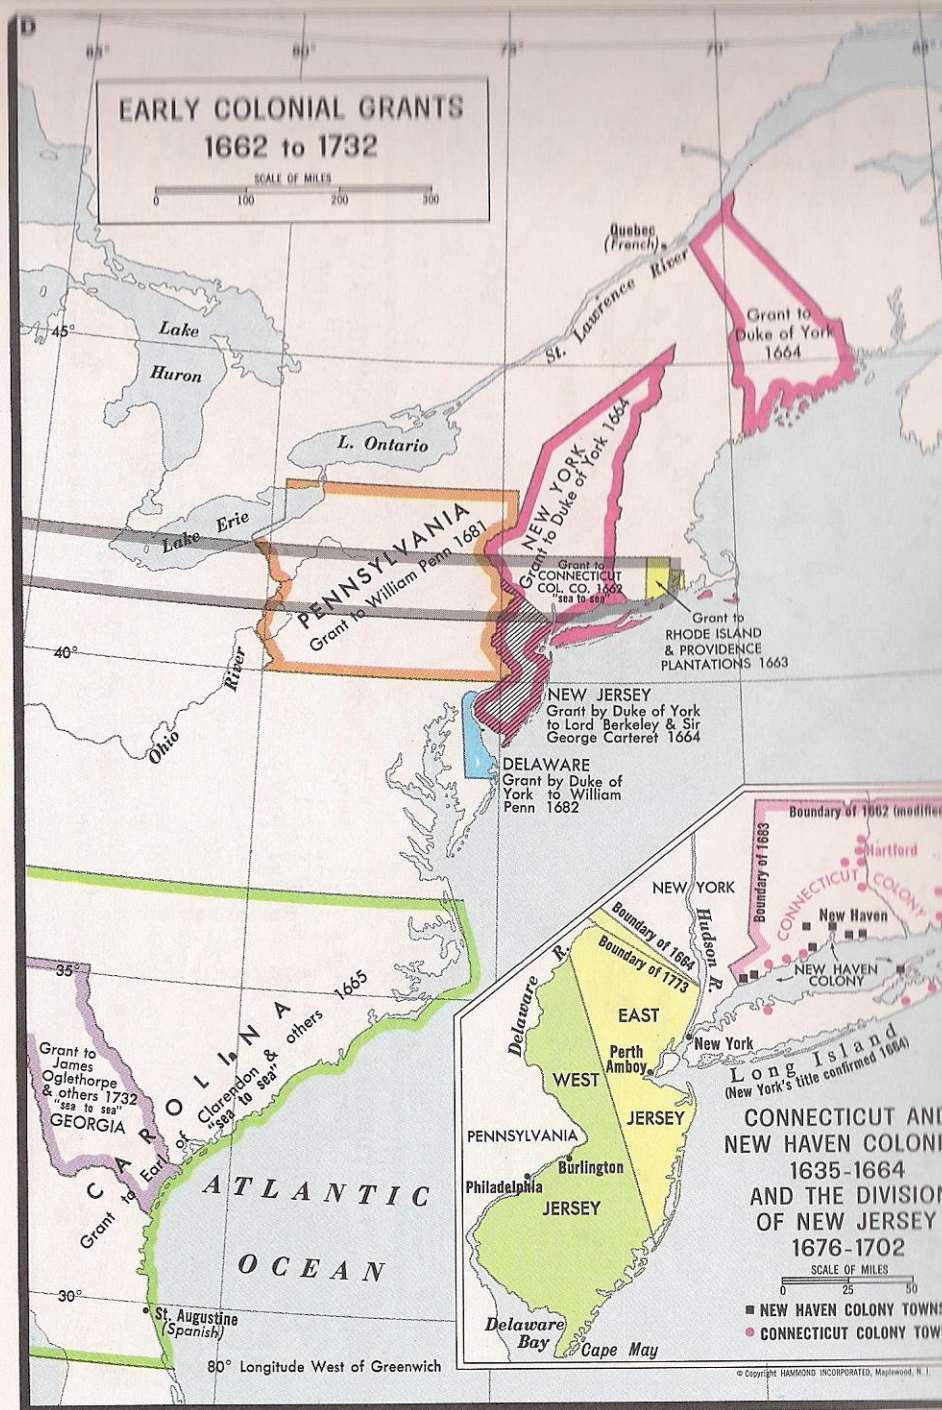 D
85°
80°
75°
70°
EARLY COLONIAL GRANTS
1662 to 1732
SCALE OF MILES
0 100 200 300
Quebec
(French)
St. Lawrence River
Grant to
Duke of York
1664
45°
Lake
Huron
L. Ontario
Lake Erie
NEW YORK
Grant to Duke of York 1664
PENNSYLVANIA
Grant to William Penn 1681
Grant to
CONNECTICUT
COL. CO. 1662
"sea to sea"
Grant to
RHODE ISLAND
& PROVIDENCE
PLANTATIONS 1663
40°
Ohio River
NEW JERSEY
Grant by Duke of York
to Lord Berkeley & Sir
George Carteret 1664
DELAWARE
Grant by Duke of
York to William
Penn 1682
35°
CAROLINA
Grant to Earl of Clarendon & others 1665
"sea to sea"
Grant to
James
Oglethorpe
& others 1732
"sea to sea"
GEORGIA
ATLANTIC
OCEAN
30°
St. Augustine
(Spanish)
80° Longitude West of Greenwich
NEW YORK
Hudson R.
Boundary of 1664
Boundary of 1773
Delaware R.
EAST
JERSEY
WEST
JERSEY
Perth
Amboy
New York
PENNSYLVANIA
Burlington
Philadelphia
Delaware
Bay
Cape May
Boundary of 1662 (modifie
Boundary of 1683
Hartford
CONNECTICUT COLONY
New Haven
NEW HAVEN
COLONY
Long Island
(New York's title confirmed 1664)
CONNECTICUT AN
NEW HAVEN COLONI
1635-1664
AND THE DIVISION
OF NEW JERSEY
1676-1702
SCALE OF MILES
0 25 50
NEW HAVEN COLONY TOWNS
CONNECTICUT COLONY TOW
© Copyright HAMMOND INCORPORATED, Maplewood, N. J.